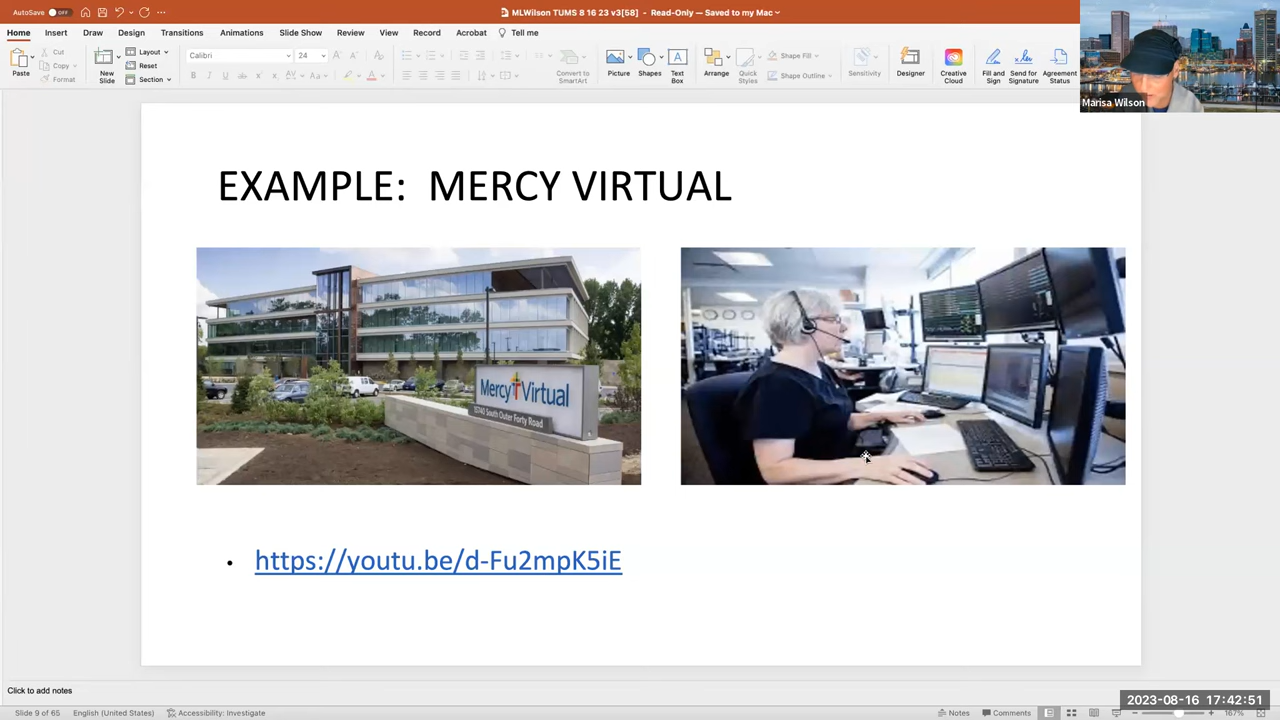 AutoSave OFF
MLWilson TUMS 8 16 23 v3[58] - Read-Only — Saved to my Mac
Home Insert Draw Design Transitions Animations Slide Show Review View Record Acrobat Tell me
Paste
Cut
Copy
Format
New Slide
Layout
Reset
Section
Calibri 24
Convert to SmartArt
Picture
Shapes
Text Box
Arrange
Quick Styles
Shape Fill
Shape Outline
Sensitivity
Designer
Creative Cloud
Fill and Sign
Send for Signature
Agreement Status
Marisa Wilson
EXAMPLE: MERCY VIRTUAL
Mercy Virtual
15740 South Outer Forty Road
• https://youtu.be/d-Fu2mpK5iE
Click to add notes
2023-08-16 17:42:51
Slide 9 of 65 English (United States) Accessibility: Investigate Notes Comments 167%